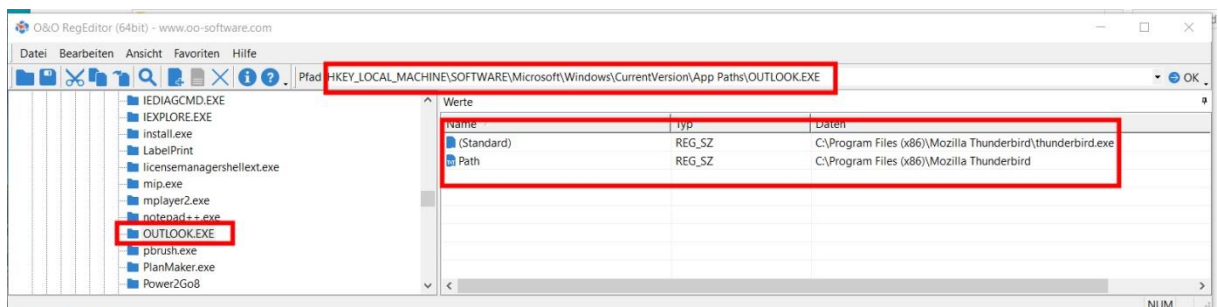 O&O RegEditor (64bit) - www.oo-software.com
Datei Bearbeiten Ansicht Favoriten Hilfe
Pfad HKEY_LOCAL_MACHINE\SOFTWARE\Microsoft\Windows\CurrentVersion\App Paths\OUTLOOK.EXE OK
IEDIAGCMD.EXE
IEXPLORE.EXE
install.exe
LabelPrint
licensemanagershellext.exe
mip.exe
mplayer2.exe
notepad++.exe
OUTLOOK.EXE
pbrush.exe
PlanMaker.exe
Power2Go8
Werte
Name Typ Daten
(Standard) REG_SZ C:\Program Files (x86)\Mozilla Thunderbird\thunderbird.exe
Path REG_SZ C:\Program Files (x86)\Mozilla Thunderbird
NUM